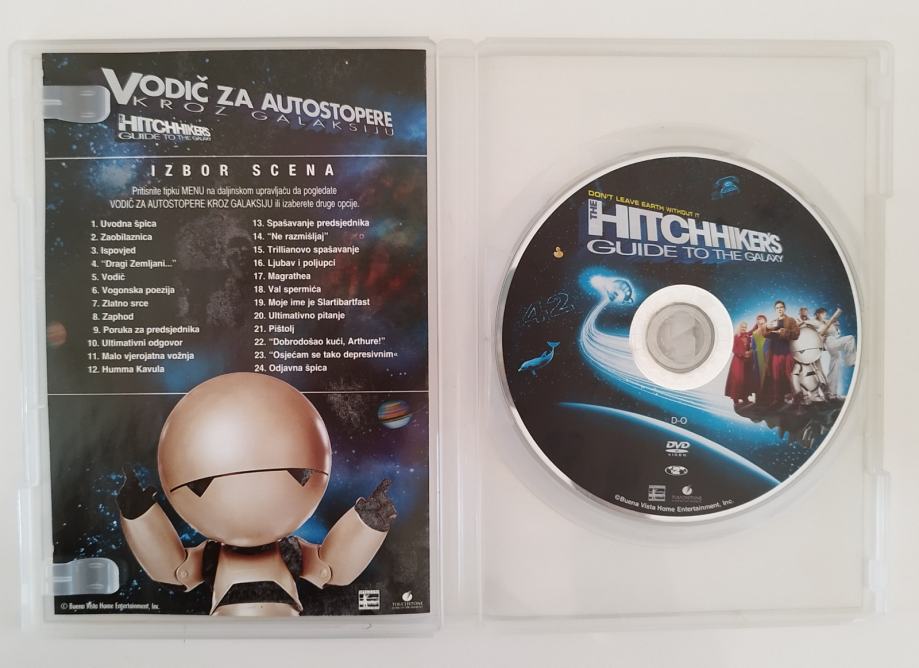 VODIČ ZA AUTOSTOPERE
KROZ GALAKSIJU
THE
HITCHHIKER'S
GUIDE TO THE GALAXY
IZBOR SCENA
Pritisnite tipku MENU na daljinskom upravljaču da pogledate
VODIČ ZA AUTOSTOPERE KROZ GALAKSIJU ili izaberete druge opcije.
1. Uvodna špica
2. Zaobilaznica
3. Ispovjed
4. “Dragi Zemljani...”
5. Vodič
6. Vogonska poezija
7. Zlatno srce
8. Zaphod
9. Poruka za predsjednika
10. Ultimativni odgovor
11. Malo vjerojatna vožnja
12. Humma Kavula
13. Spašavanje predsjednika
14. “Ne razmišljaj”
15. Trillianovo spašavanje
16. Ljubav i poljupci
17. Magrathea
18. Val spermića
19. Moje ime je Slartibartfast
20. Ultimativno pitanje
21. Pištolj
22. “Dobrodošao kući, Arthure!”
23. “Osjećam se tako depresivnim«
24. Odjavna špica
© Buena Vista Home Entertainment, Inc.
TOUCHSTONE
DON'T LEAVE EARTH WITHOUT IT
THE
HITCHHIKER'S
GUIDE TO THE GALAXY
42
D-O
DVD
VIDEO
TOUCHSTONE
©Buena Vista Home Entertainment, Inc.